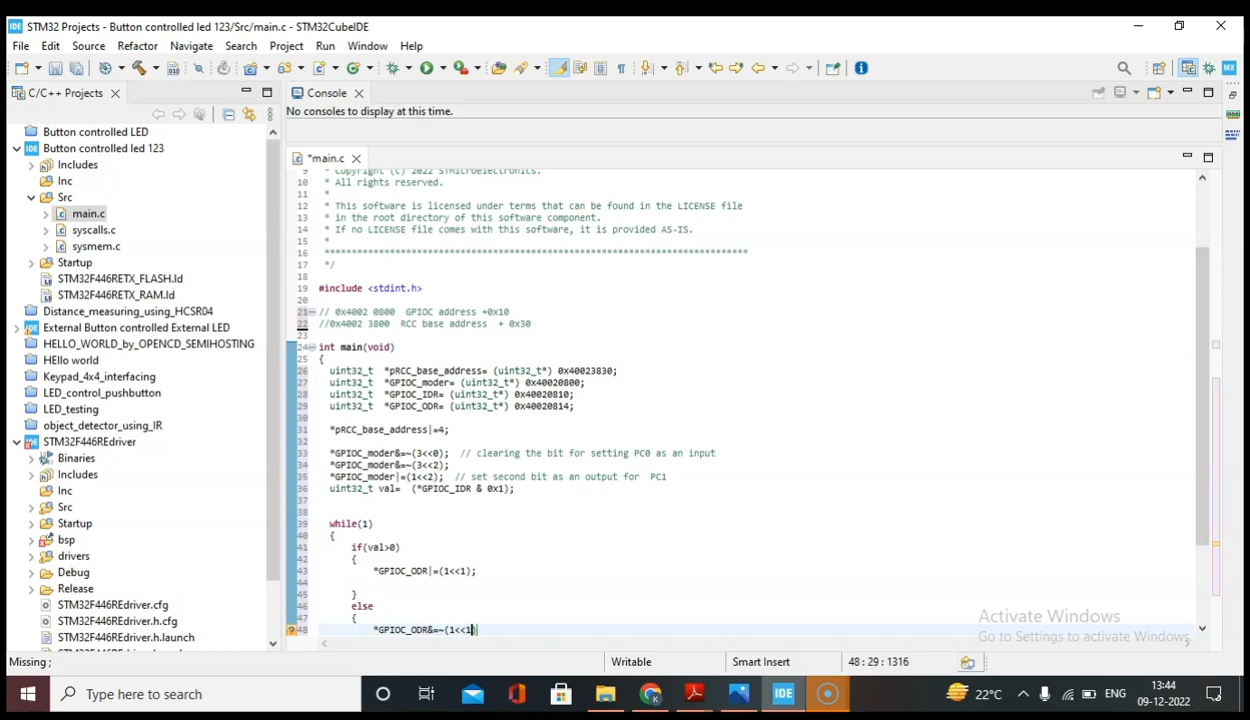 IDE STM32 Projects - Button controlled led 123/Src/main.c - STM32CubeIDE
File Edit Source Refactor Navigate Search Project Run Window Help
C/C++ Projects
Console
No consoles to display at this time.
Button controlled LED
IDE Button controlled led 123
Includes
Inc
Src
main.c
syscalls.c
sysmem.c
Startup
STM32F446RETX_FLASH.ld
STM32F446RETX_RAM.ld
Distance_measuring_using_HCSR04
External Button controlled External LED
HELLO_WORLD_by_OPENCD_SEMIHOSTING
HEllo world
Keypad_4x4_interfacing
LED_control_pushbutton
LED_testing
object_detector_using_IR
STM32F446REdriver
Binaries
Includes
Inc
Src
Startup
bsp
drivers
Debug
Release
STM32F446REdriver.cfg
STM32F446REdriver.h.cfg
STM32F446REdriver.h.launch
*main.c
9 * Copyright (c) 2022 STMicroelectronics.
10 * All rights reserved.
11 *
12 * This software is licensed under terms that can be found in the LICENSE file
13 * in the root directory of this software component.
14 * If no LICENSE file comes with this software, it is provided AS-IS.
15 *
16 ******************************************************************************
17 */
18
19 #include <stdint.h>
20
21 // 0x4002 0800 GPIOC address +0x10
22 //0x4002 3800 RCC base address + 0x30
23
24 int main(void)
25 {
26 uint32_t *pRCC_base_address= (uint32_t*) 0x40023830;
27 uint32_t *GPIOC_moder= (uint32_t*) 0x40020800;
28 uint32_t *GPIOC_IDR= (uint32_t*) 0x40020810;
29 uint32_t *GPIOC_ODR= (uint32_t*) 0x40020814;
30
31 *pRCC_base_address|=4;
32
33 *GPIOC_moder&=~(3<<0); // clearing the bit for setting PC0 as an input
34 *GPIOC_moder&=~(3<<2);
35 *GPIOC_moder|=(1<<2); // set second bit as an output for PC1
36 uint32_t val= (*GPIOC_IDR & 0x1);
37
38
39 while(1)
40 {
41 if(val>0)
42 {
43 *GPIOC_ODR|=(1<<1);
44
45 }
46 else
47 {
48 *GPIOC_ODR&=~(1<<1)
Activate Windows
Go to Settings to activate Windows.
Missing ; Writable Smart Insert 48 : 29 : 1316
Type here to search
IDE
22°C
ENG
13:44
09-12-2022